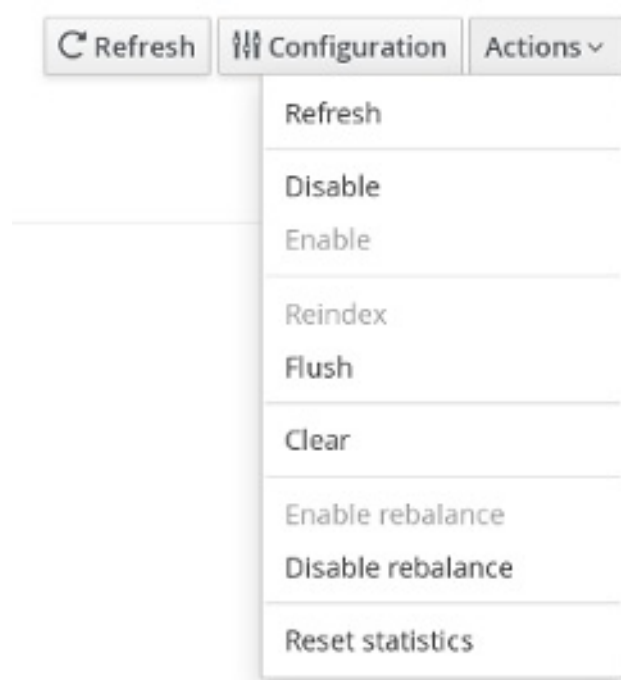 Refresh Configuration Actions
Refresh
Disable
Enable
Reindex
Flush
Clear
Enable rebalance
Disable rebalance
Reset statistics